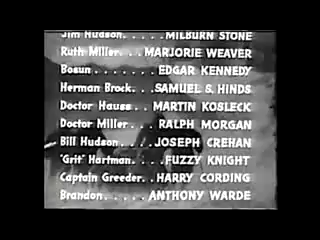 Jim Hudson.....MILBURN STONE
Ruth Miller...MARJORIE WEAVER
Bosun.......EDGAR KENNEDY
Herman Brock...SAMUEL S. HINDS
Doctor Hauss...MARTIN KOSLECK
Doctor Miller....RALPH MORGAN
Bill Hudson.....JOSEPH CREHAN
"Grit" Hartman....FUZZY KNIGHT
Captain Greeder..HARRY CORDING
Brandon.....ANTHONY WARDE